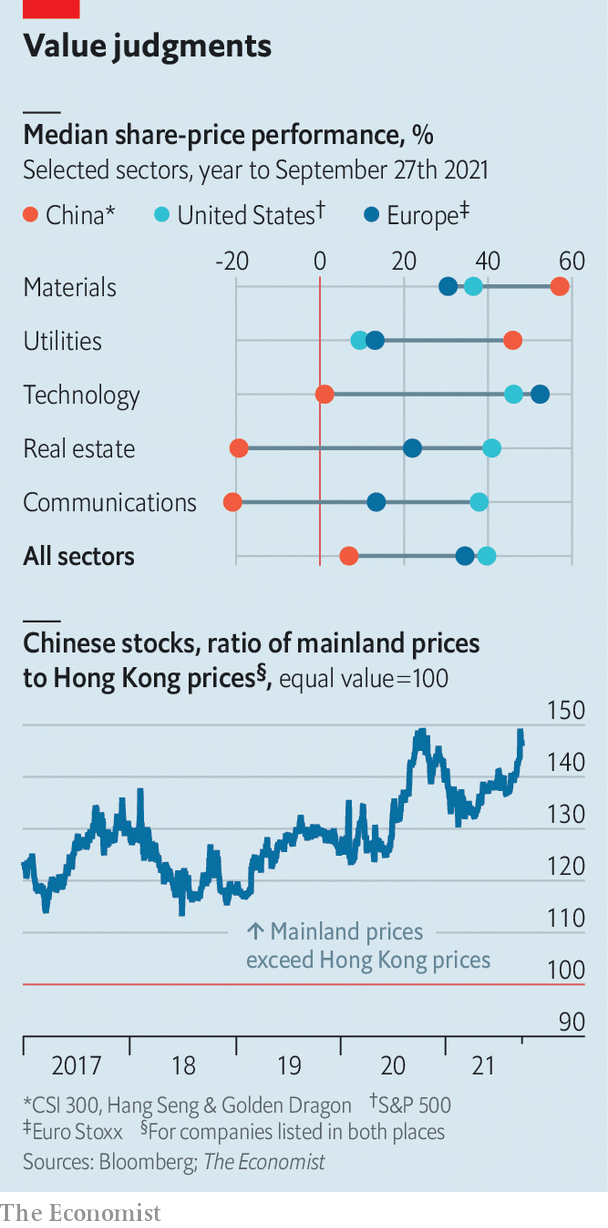 Value judgments
Median share-price performance, %
Selected sectors, year to September 27th 2021
China* United States† Europe‡
-20 0 20 40 60
Materials
Utilities
Technology
Real estate
Communications
All sectors
Chinese stocks, ratio of mainland prices
to Hong Kong prices§, equal value=100
150
140
130
120
110
↑ Mainland prices
exceed Hong Kong prices
100
90
2017 18 19 20 21
*CSI 300, Hang Seng & Golden Dragon †S&P 500
‡Euro Stoxx §For companies listed in both places
Sources: Bloomberg; The Economist
The Economist